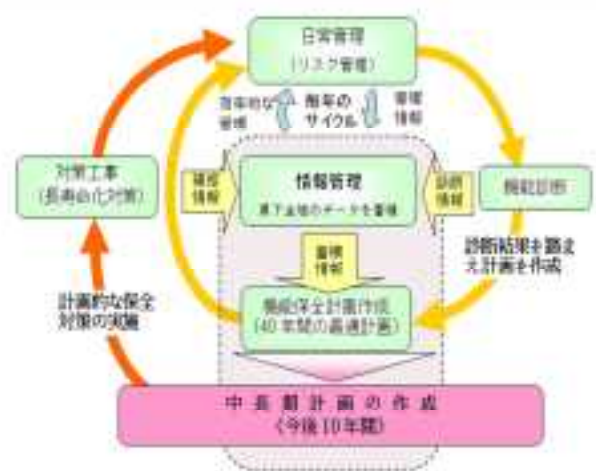 日常管理
(リスク管理)
効率的な
管理
毎年の
サイクル
管理
情報
対策工事
(長寿命化対策)
補修
情報
情報管理
県下全域のデータを蓄積
診断
情報
機能診断
蓄積
情報
診断結果を踏ま
え計画を作成
計画的な保全
対策の実施
機能保全計画作成
(40年間の最適計画)
中長期計画の作成
(今後10年間)